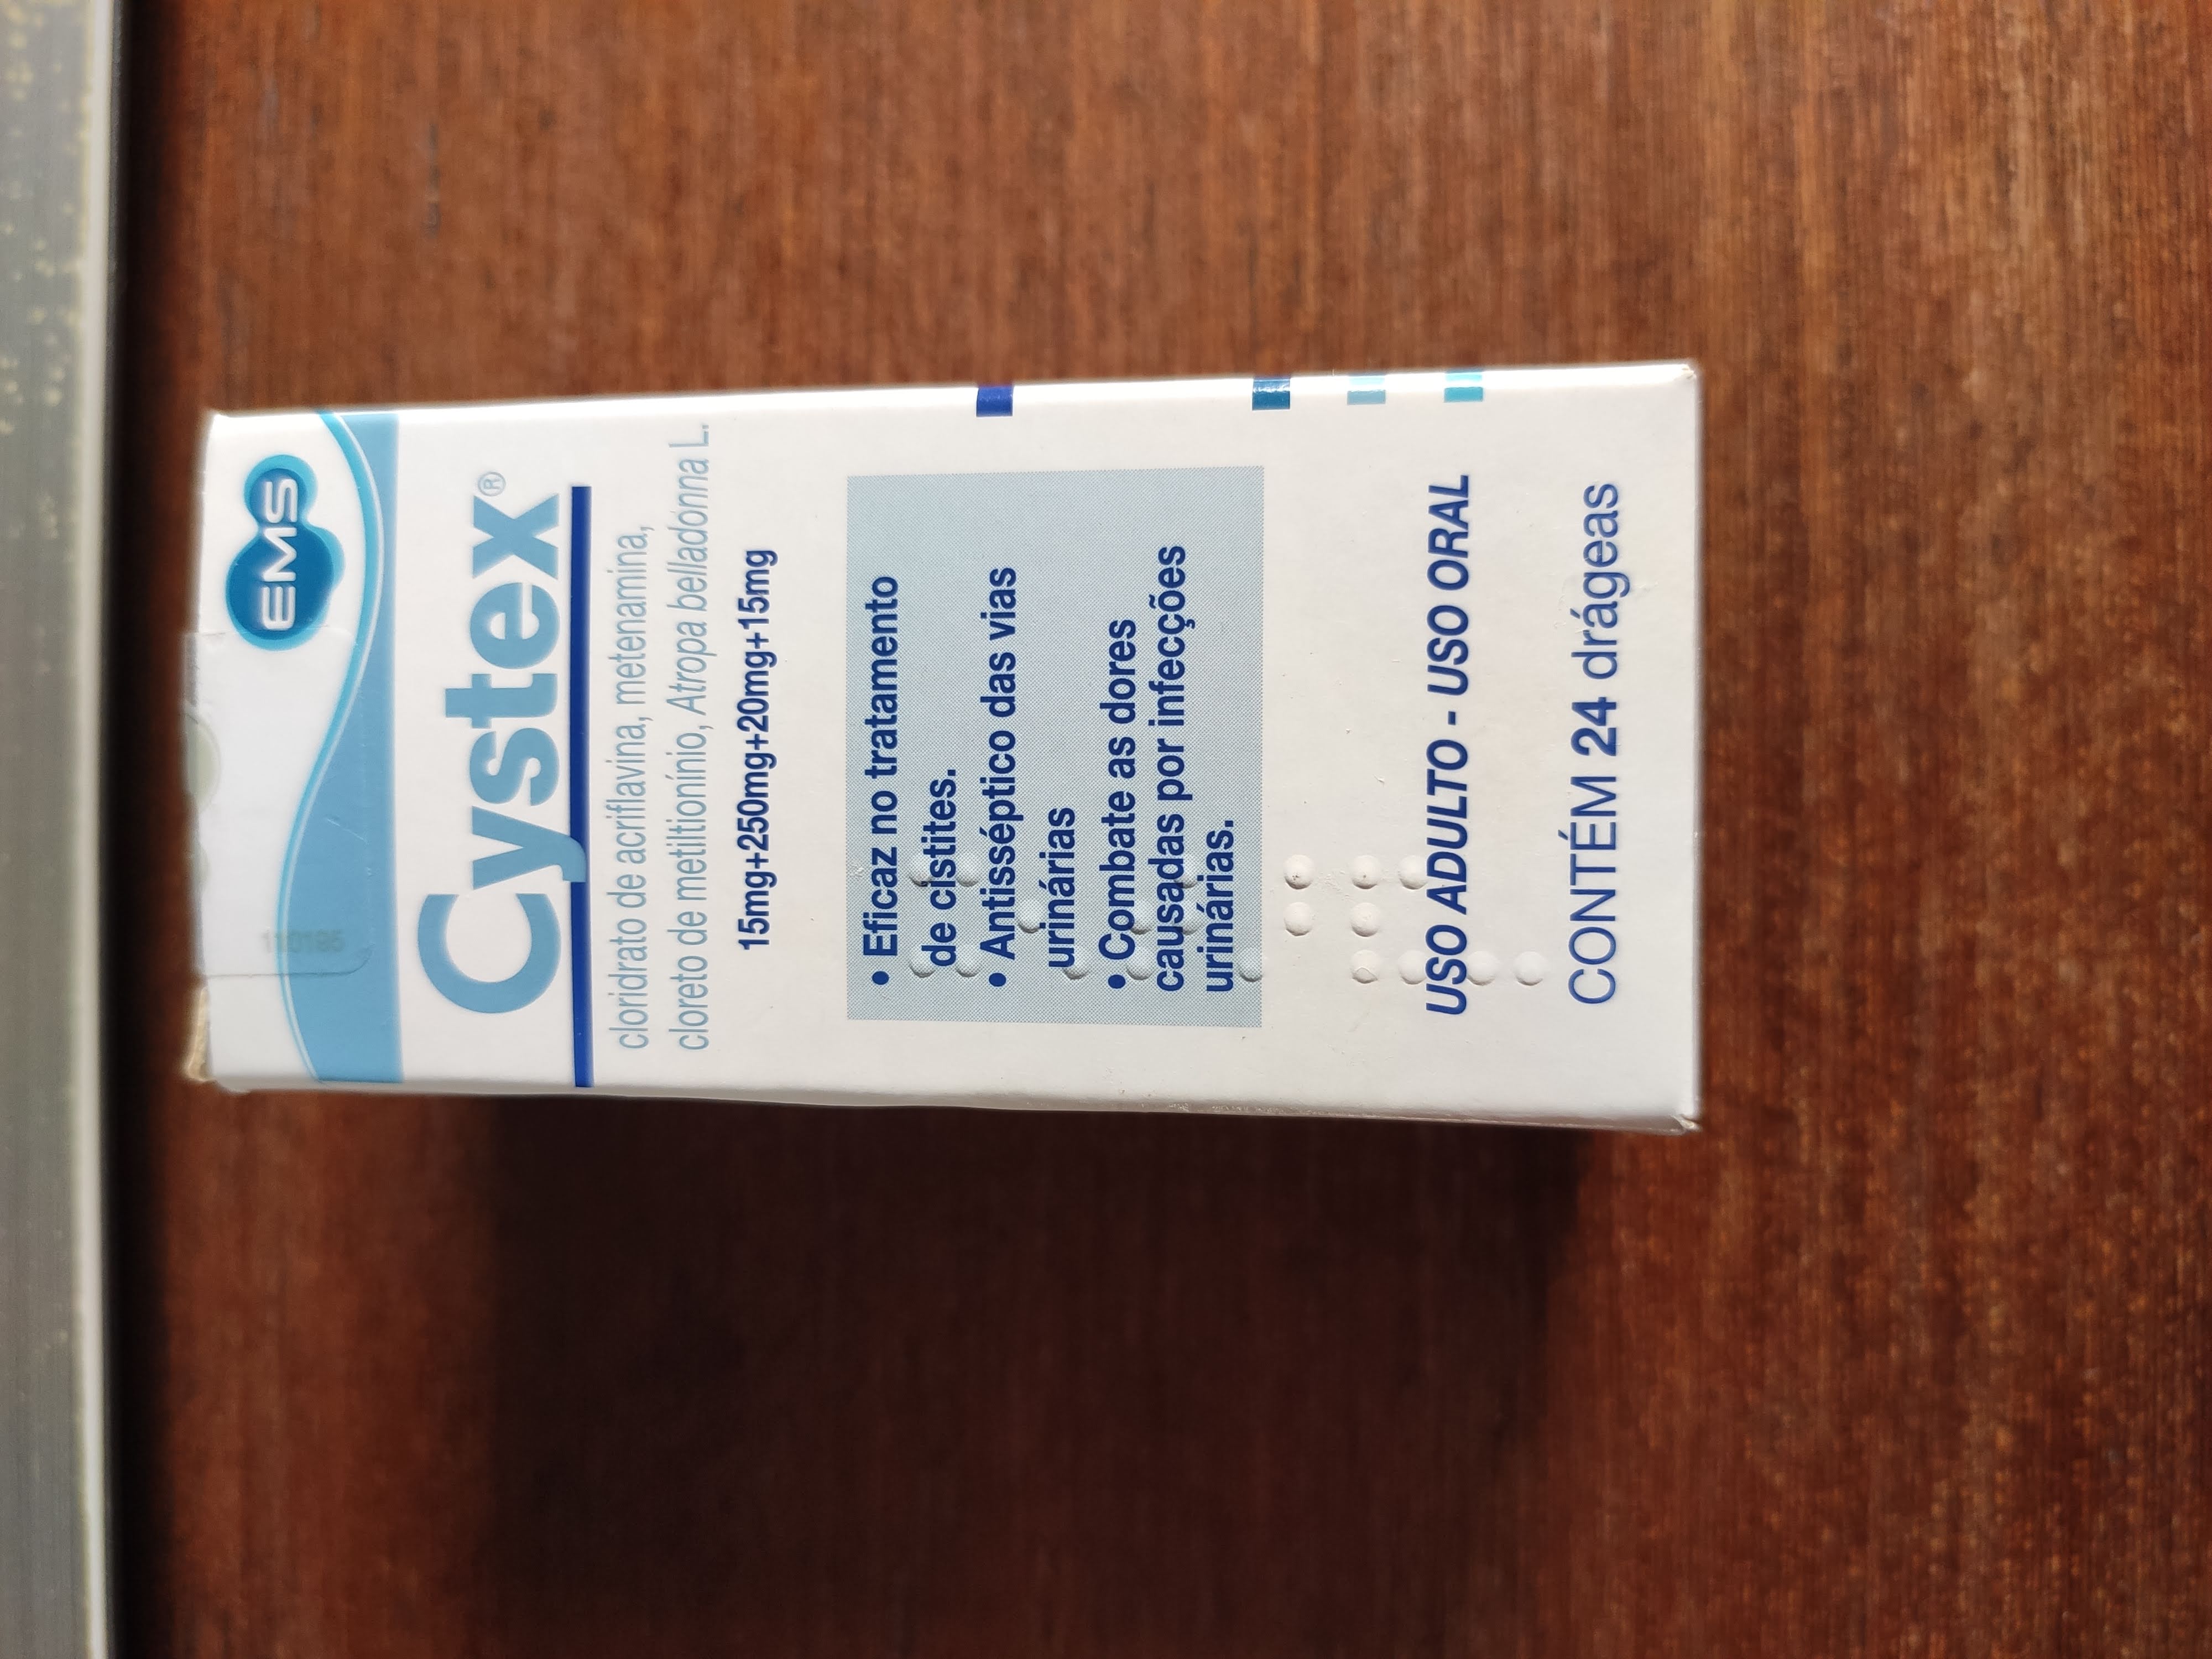 EMS
Cystex®
cloridrato de acriflavina, metenamina,
cloreto de metiltionínio, Atropa belladonna L.
15mg+250mg+20mg+15mg
• Eficaz no tratamento
de cistites.
• Antisséptico das vias
urinárias
• Combate as dores
causadas por infecções
urinárias.
USO ADULTO - USO ORAL
CONTÉM 24 drágeas